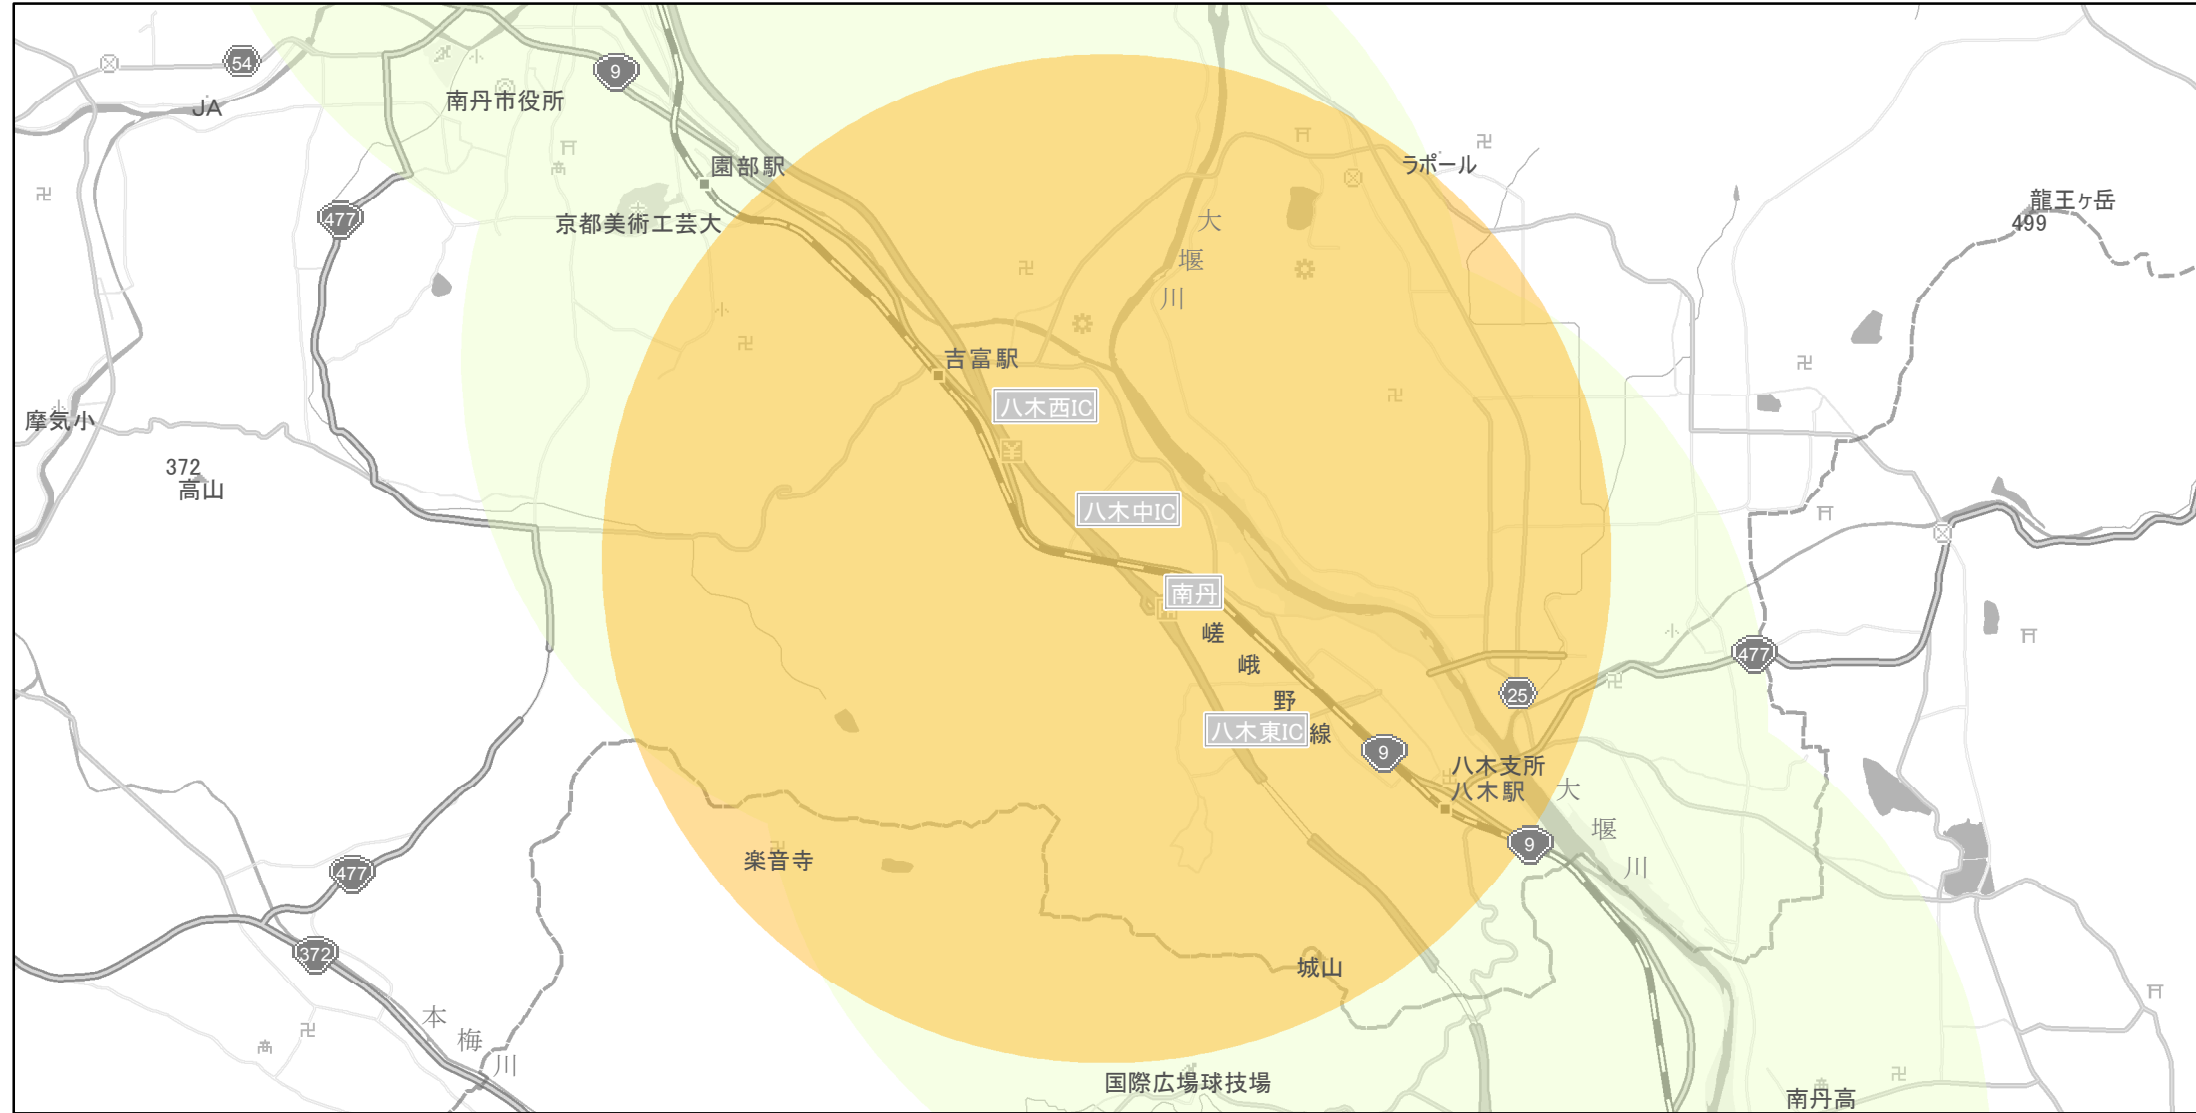 54
9
JA
南丹市役所
園部駅
ラポール
477
京都美術工芸大
大堰川
龍王ヶ岳
499
吉富駅
八木西IC
摩気小
372
高山
八木中IC
南丹
嵯峨野線
477
25
八木東IC
9
八木支所
八木駅
大堰川
9
楽音寺
477
372
城山
本梅川
国際広場球技場
南丹高